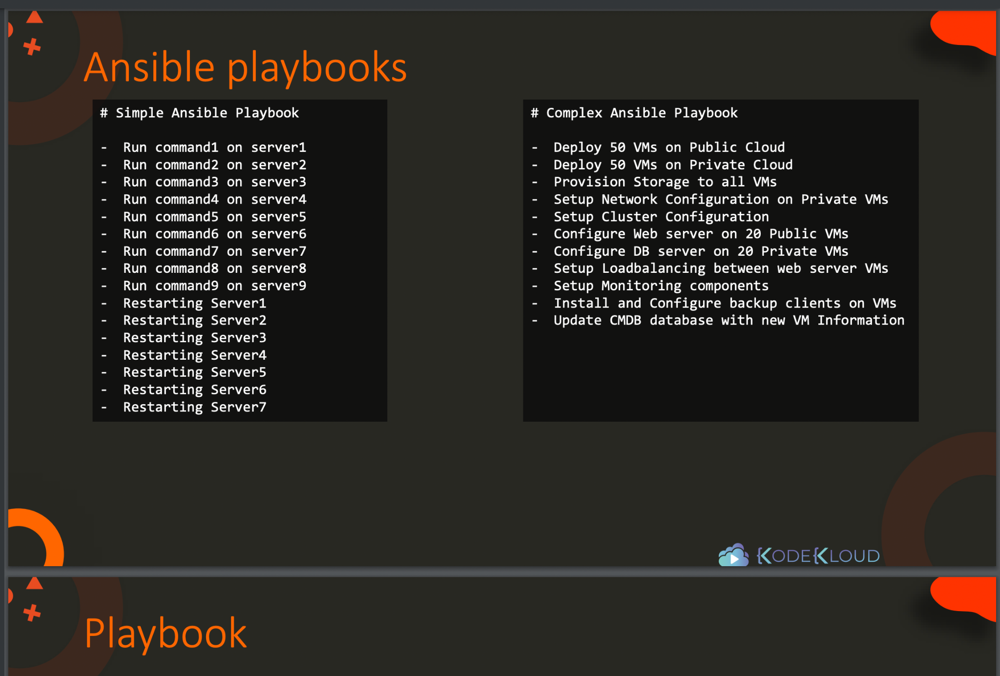 Ansible playbooks
# Simple Ansible Playbook
- Run command1 on server1
- Run command2 on server2
- Run command3 on server3
- Run command4 on server4
- Run command5 on server5
- Run command6 on server6
- Run command7 on server7
- Run command8 on server8
- Run command9 on server9
- Restarting Server1
- Restarting Server2
- Restarting Server3
- Restarting Server4
- Restarting Server5
- Restarting Server6
- Restarting Server7
# Complex Ansible Playbook
- Deploy 50 VMs on Public Cloud
- Deploy 50 VMs on Private Cloud
- Provision Storage to all VMs
- Setup Network Configuration on Private VMs
- Setup Cluster Configuration
- Configure Web server on 20 Public VMs
- Configure DB server on 20 Private VMs
- Setup Loadbalancing between web server VMs
- Setup Monitoring components
- Install and Configure backup clients on VMs
- Update CMDB database with new VM Information
KODEKLOUD
Playbook